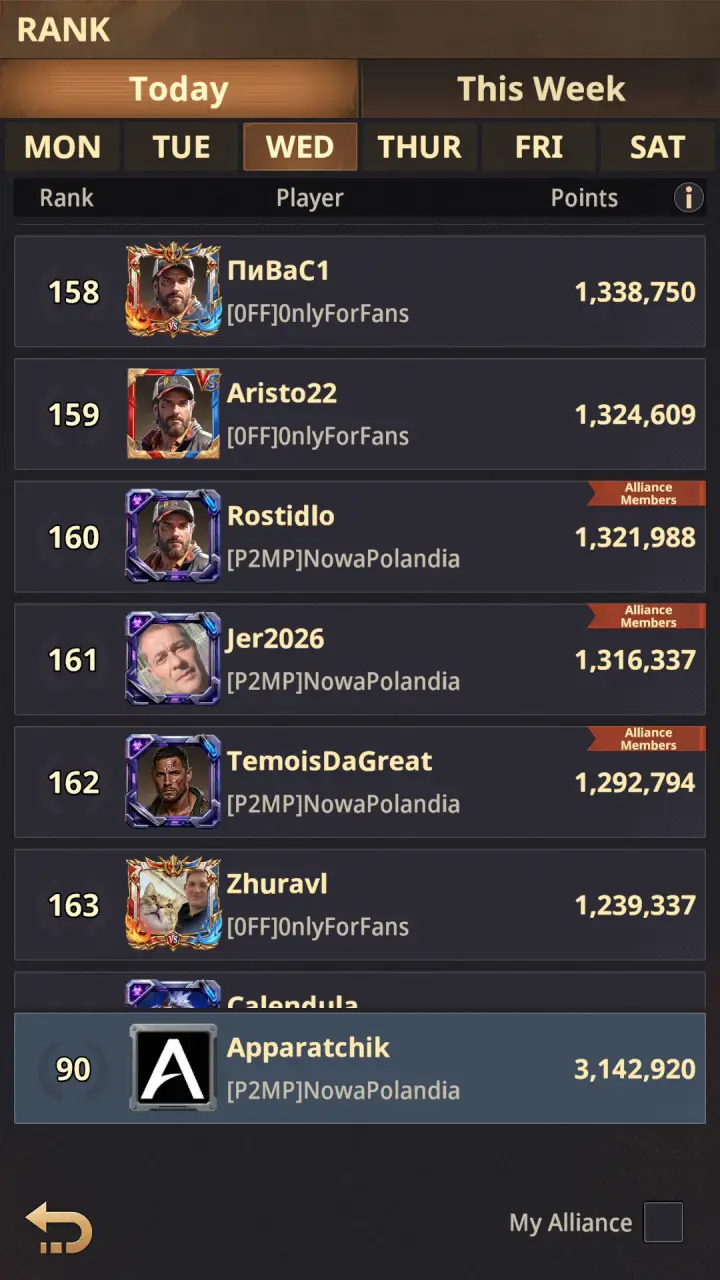 RANK
Today
This Week
MON TUE WED THUR FRI SAT
Rank Player Points
158
ПиВаС1
[0FF]0nlyForFans
1,338,750
159
Aristo22
[0FF]0nlyForFans
1,324,609
Alliance
Members
160
Rostidlo
[P2MP]NowaPolandia
1,321,988
Alliance
Members
161
Jer2026
[P2MP]NowaPolandia
1,316,337
Alliance
Members
162
TemoisDaGreat
[P2MP]NowaPolandia
1,292,794
163
Zhuravl
[0FF]0nlyForFans
1,239,337
Calendula
90
Apparatchik
[P2MP]NowaPolandia
3,142,920
My Alliance